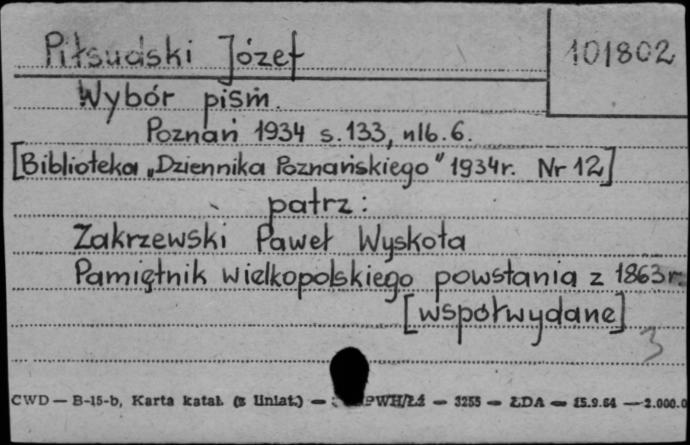 Piłsudski Józef
101802
Wybór pism.
Poznań 1934 s. 133, nlb. 6.
[Biblioteka „Dziennika Poznańskiego" 1934r. Nr 12]
patrz:
Zakrzewski Paweł Wyskota
Pamiętnik wielkopolskiego powstania z 1863r.
[współwydane]
3
CWD — B-15-b, Karta katal. (z liniat.) — PWH/Łź — 3255 — ŁDA — 15.9.64 — 2.000.0